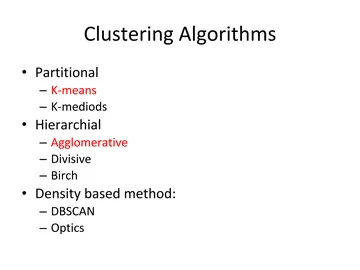 Clustering Algorithms
• Partitional
– K-means
– K-mediods
• Hierarchial
– Agglomerative
– Divisive
– Birch
• Density based method:
– DBSCAN
– Optics